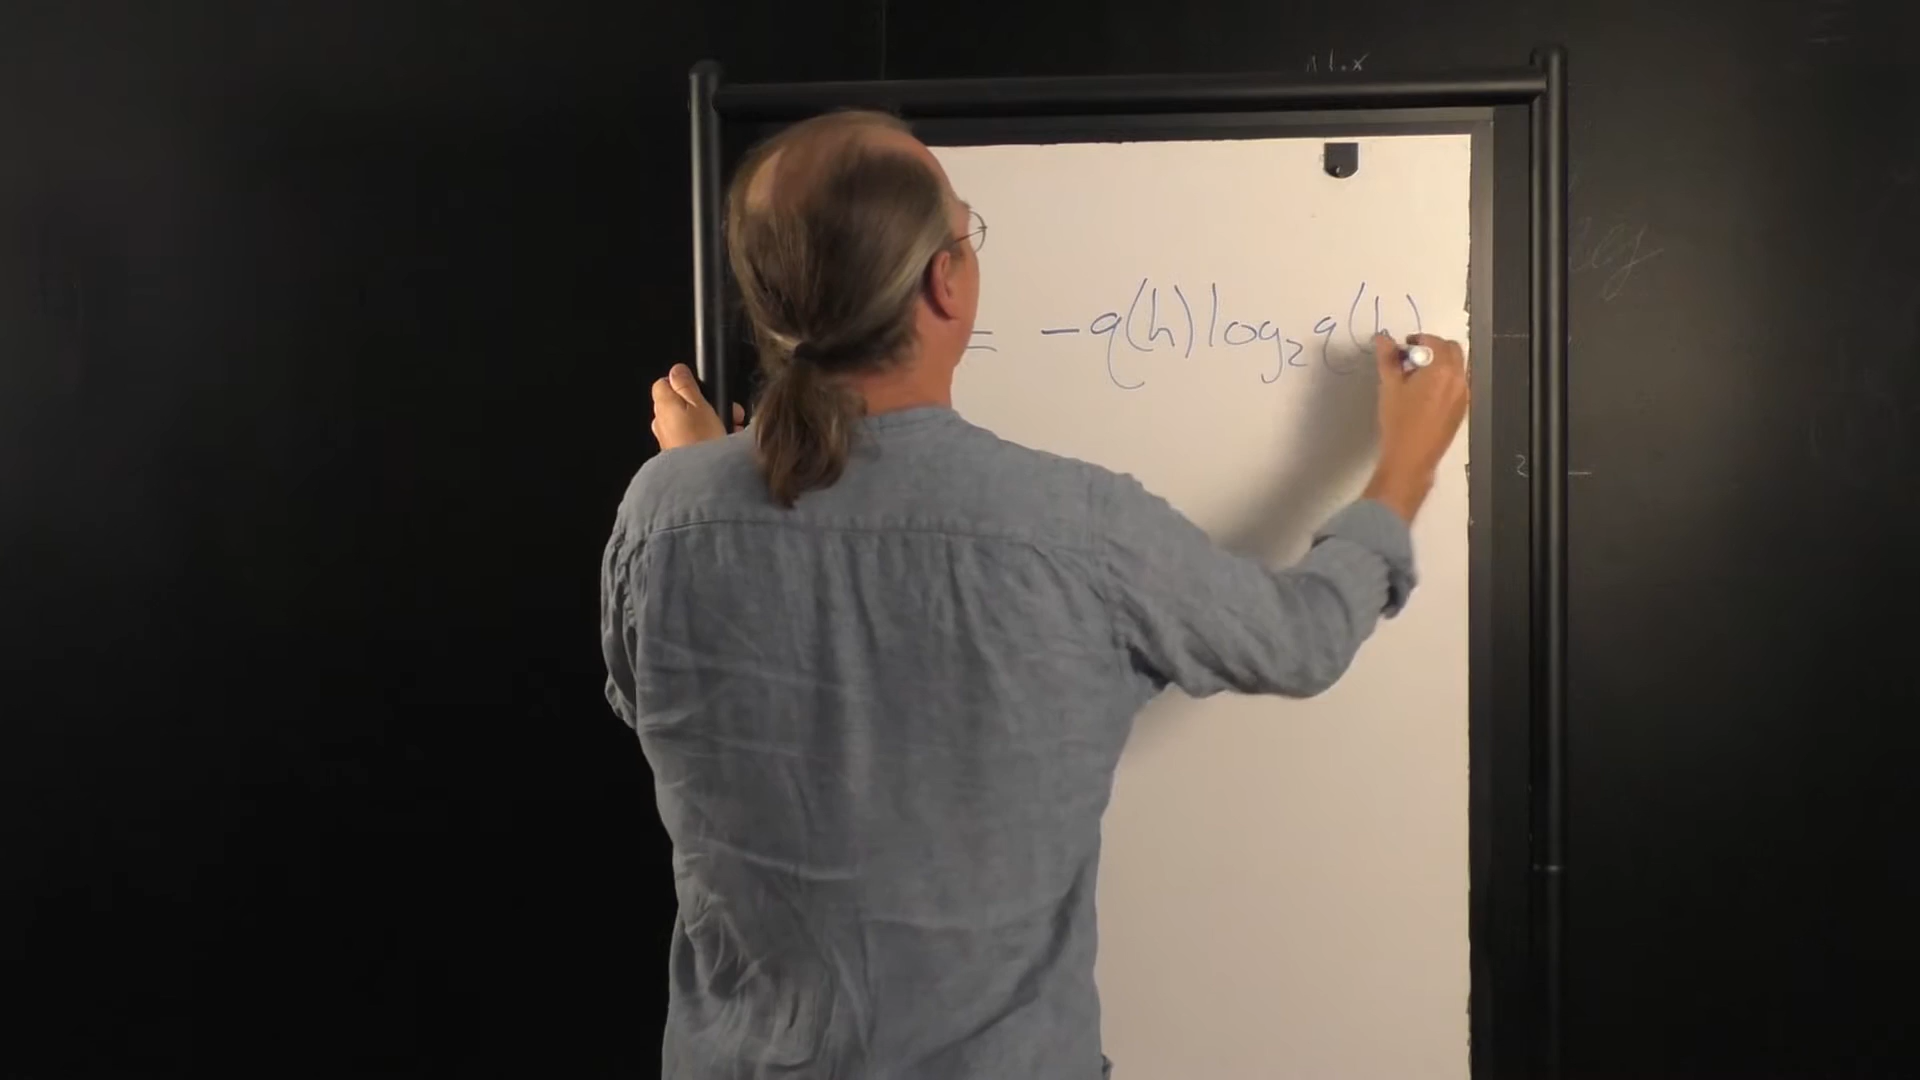 = -q(h) log₂ q(h)